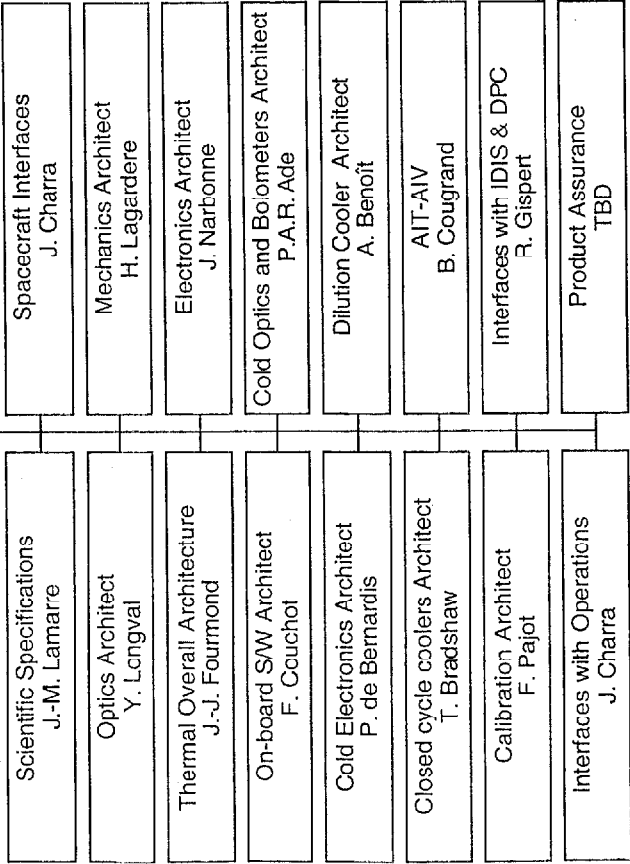 Scientific Specifications
J.-M. Lamarre
Optics Architect
Y. Longval
Thermal Overall Architecture
J.-J. Fourmond
On-board S/W Architect
F. Couchot
Cold Electronics Architect
P. de Bernardis
Closed cycle coolers Architect
T. Bradshaw
Calibration Architect
F. Pajot
Interfaces with Operations
J. Charra
Spacecraft Interfaces
J. Charra
Mechanics Architect
H. Lagardere
Electronics Architect
J. Narbonne
Cold Optics and Bolometers Architect
P.A.R. Ade
Dilution Cooler Architect
A. Benoît
AIT-AIV
B. Cougrand
Interfaces with IDIS & DPC
R. Gispert
Product Assurance
TBD